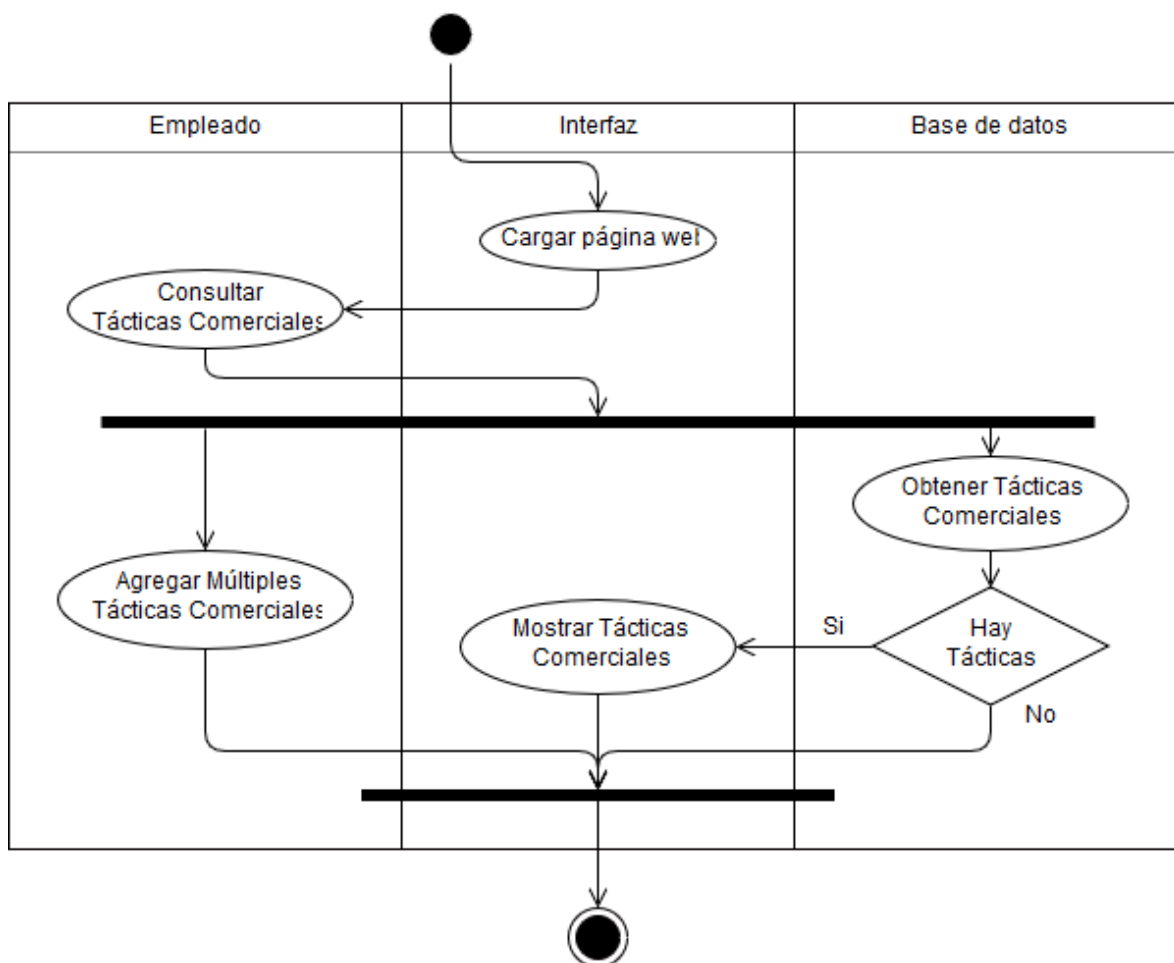 Empleado
Interfaz
Base de datos
Cargar página web
Consultar
Tácticas Comerciales
Obtener Tácticas
Comerciales
Agregar Múltiples
Tácticas Comerciales
Mostrar Tácticas
Comerciales
Si
Hay
Tácticas
No